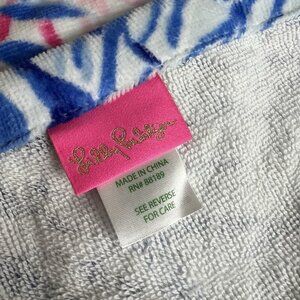 Lilly Pulitzer
MADE IN CHINA
RN# 88189
SEE REVERSE
FOR CARE